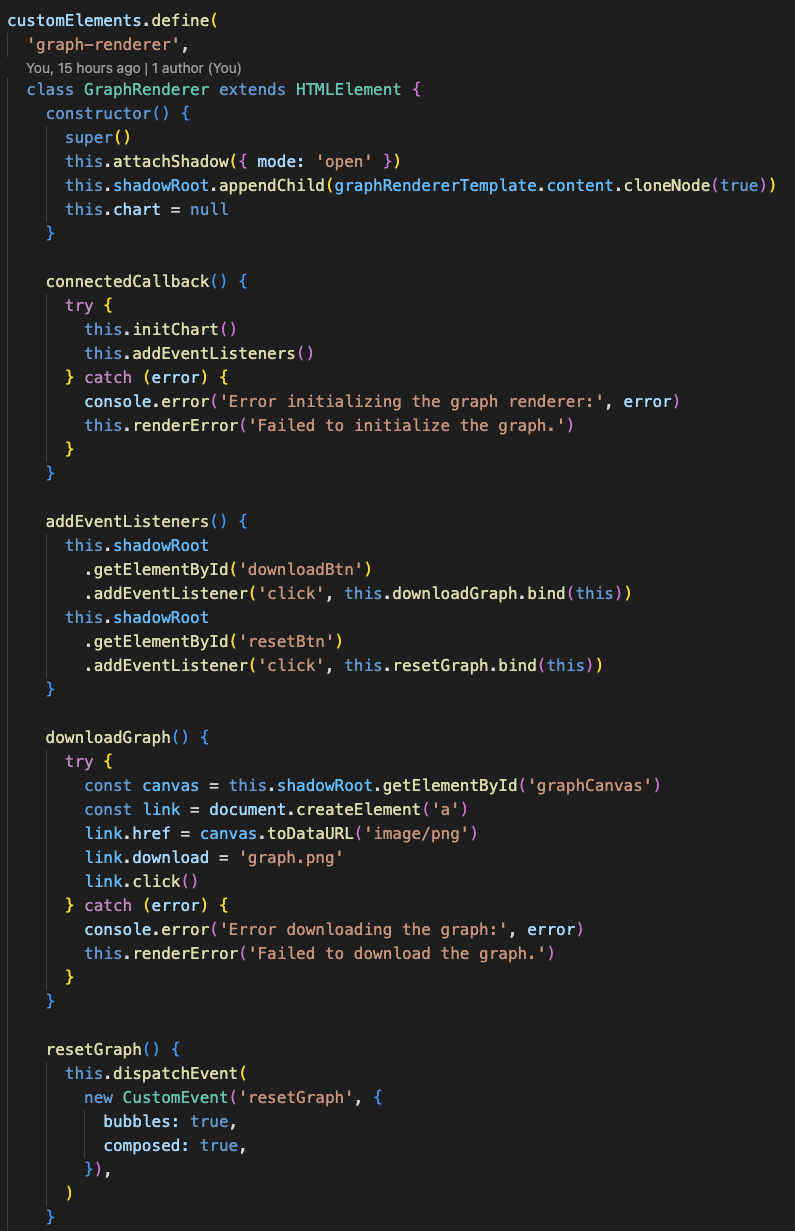 customElements.define(
'graph-renderer',
You, 15 hours ago | 1 author (You)
class GraphRenderer extends HTMLElement {
constructor() {
super()
this.attachShadow({ mode: 'open' })
this.shadowRoot.appendChild(graphRendererTemplate.content.cloneNode(true))
this.chart = null
}
connectedCallback() {
try {
this.initChart()
this.addEventListeners()
} catch (error) {
console.error('Error initializing the graph renderer:', error)
this.renderError('Failed to initialize the graph.')
}
}
addEventListeners() {
this.shadowRoot
.getElementById('downloadBtn')
.addEventListener('click', this.downloadGraph.bind(this))
this.shadowRoot
.getElementById('resetBtn')
.addEventListener('click', this.resetGraph.bind(this))
}
downloadGraph() {
try {
const canvas = this.shadowRoot.getElementById('graphCanvas')
const link = document.createElement('a')
link.href = canvas.toDataURL('image/png')
link.download = 'graph.png'
link.click()
} catch (error) {
console.error('Error downloading the graph:', error)
this.renderError('Failed to download the graph.')
}
}
resetGraph() {
this.dispatchEvent(
new CustomEvent('resetGraph', {
bubbles: true,
composed: true,
}),
)
}